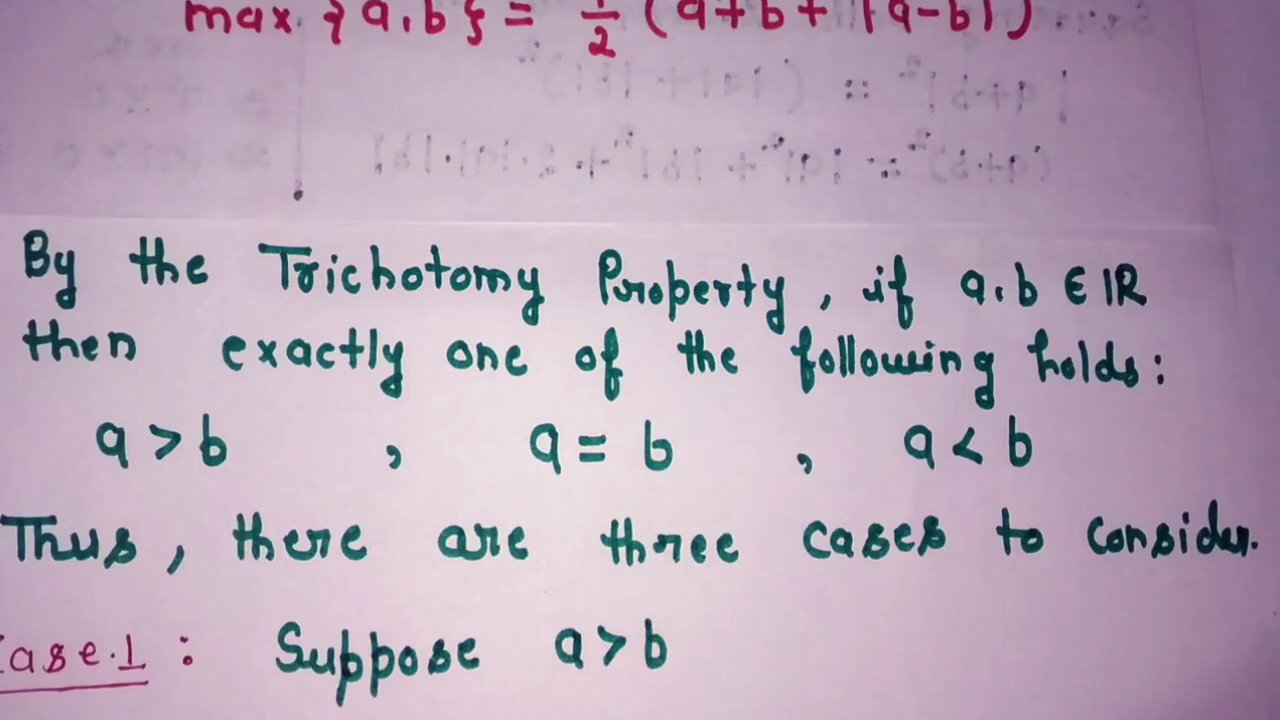 max {a,b} = 1/2 (a+b+|a-b|)
By the Trichotomy Property, if a,b ∈ ℝ
then exactly one of the following holds:
a > b , a = b , a < b
Thus, there are three cases to consider.
Case.1 : Suppose a > b